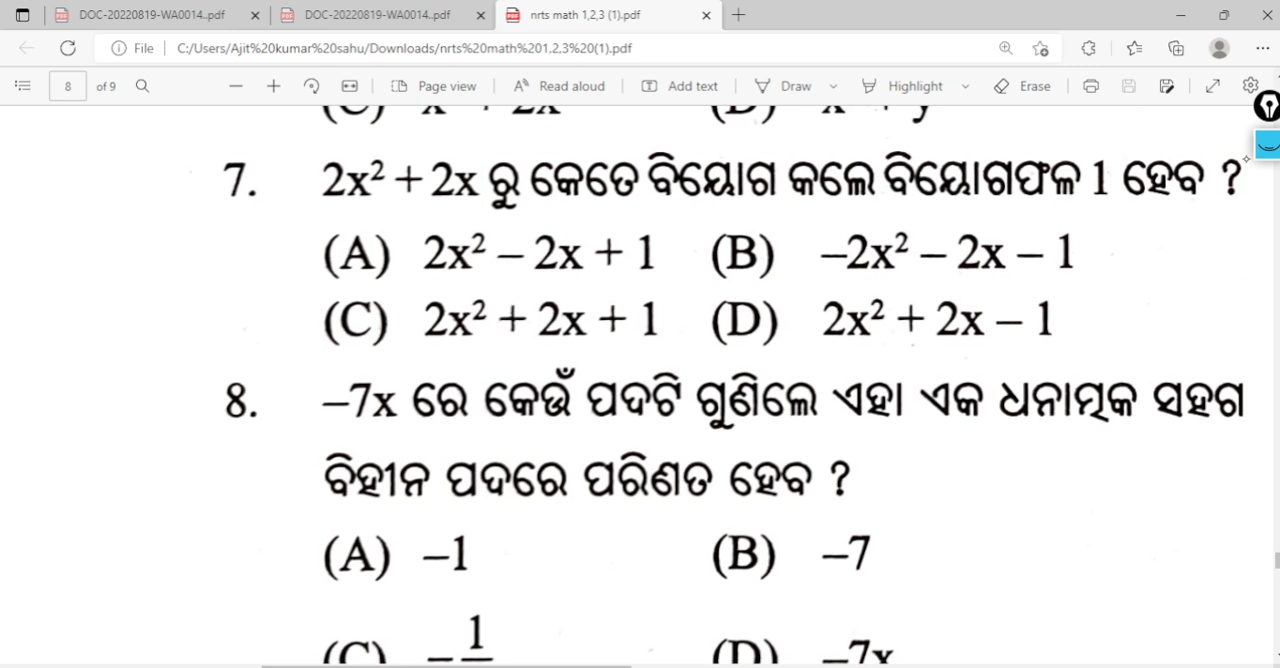 DOC-20220819-WA0014..pdf DOC-20220819-WA0014..pdf nrts math 1,2,3 (1).pdf
File C:/Users/Ajit%20kumar%20sahu/Downloads/nrts%20math%201,2,3%20(1).pdf
8 of 9 Page view Read aloud Add text Draw Highlight Erase
(C) x + 2x (D) x + y
7. 2x² + 2x ରୁ କେତେ ବିୟୋଗ କଲେ ବିୟୋଗଫଳ 1 ହେବ ?
(A) 2x² – 2x + 1 (B) –2x² – 2x – 1
(C) 2x² + 2x + 1 (D) 2x² + 2x – 1
8. –7x ରେ କେଉଁ ପଦଟି ଗୁଣିଲେ ଏହା ଏକ ଧନାତ୍ମକ ସହଗ
ବିହୀନ ପଦରେ ପରିଣତ ହେବ ?
(A) –1 (B) –7
(C) –1 (D) –7x